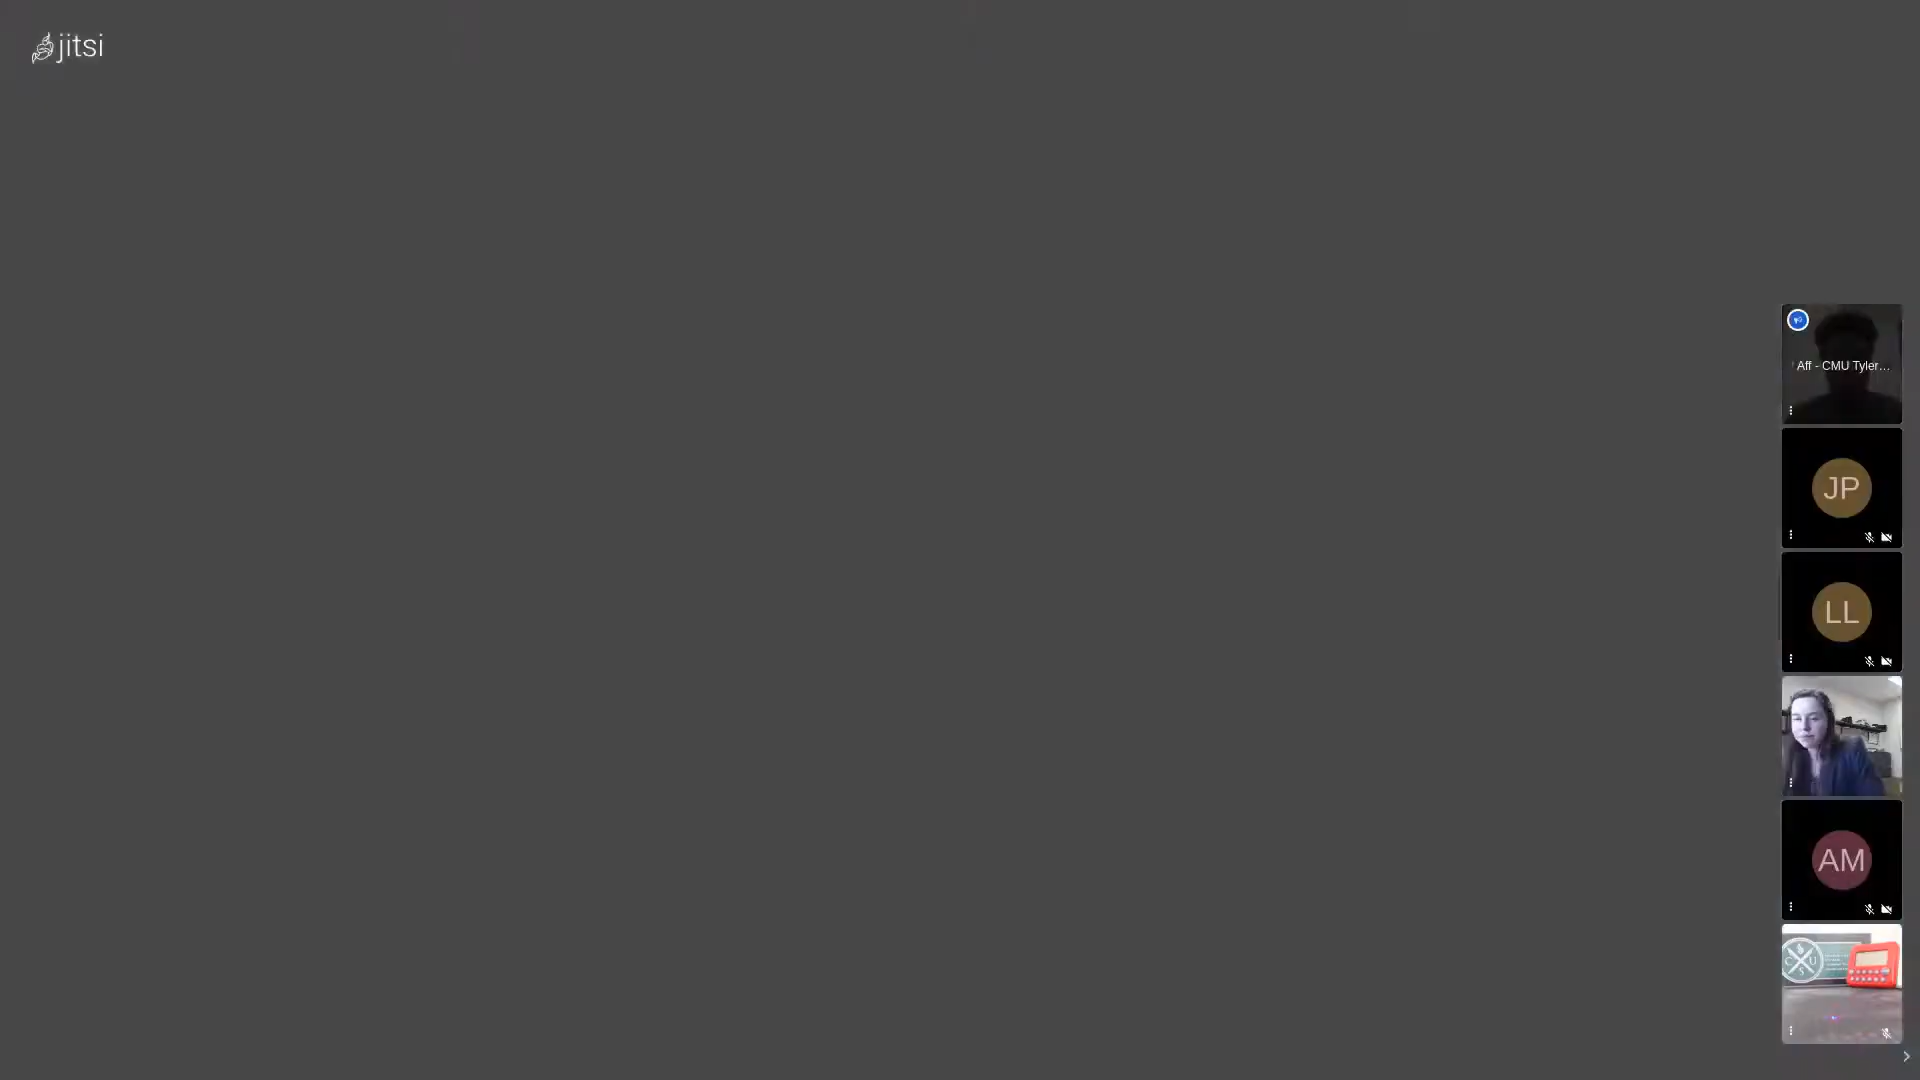 jitsi
Aff - CMU Tyler...
JP
LL
AM
C U
S